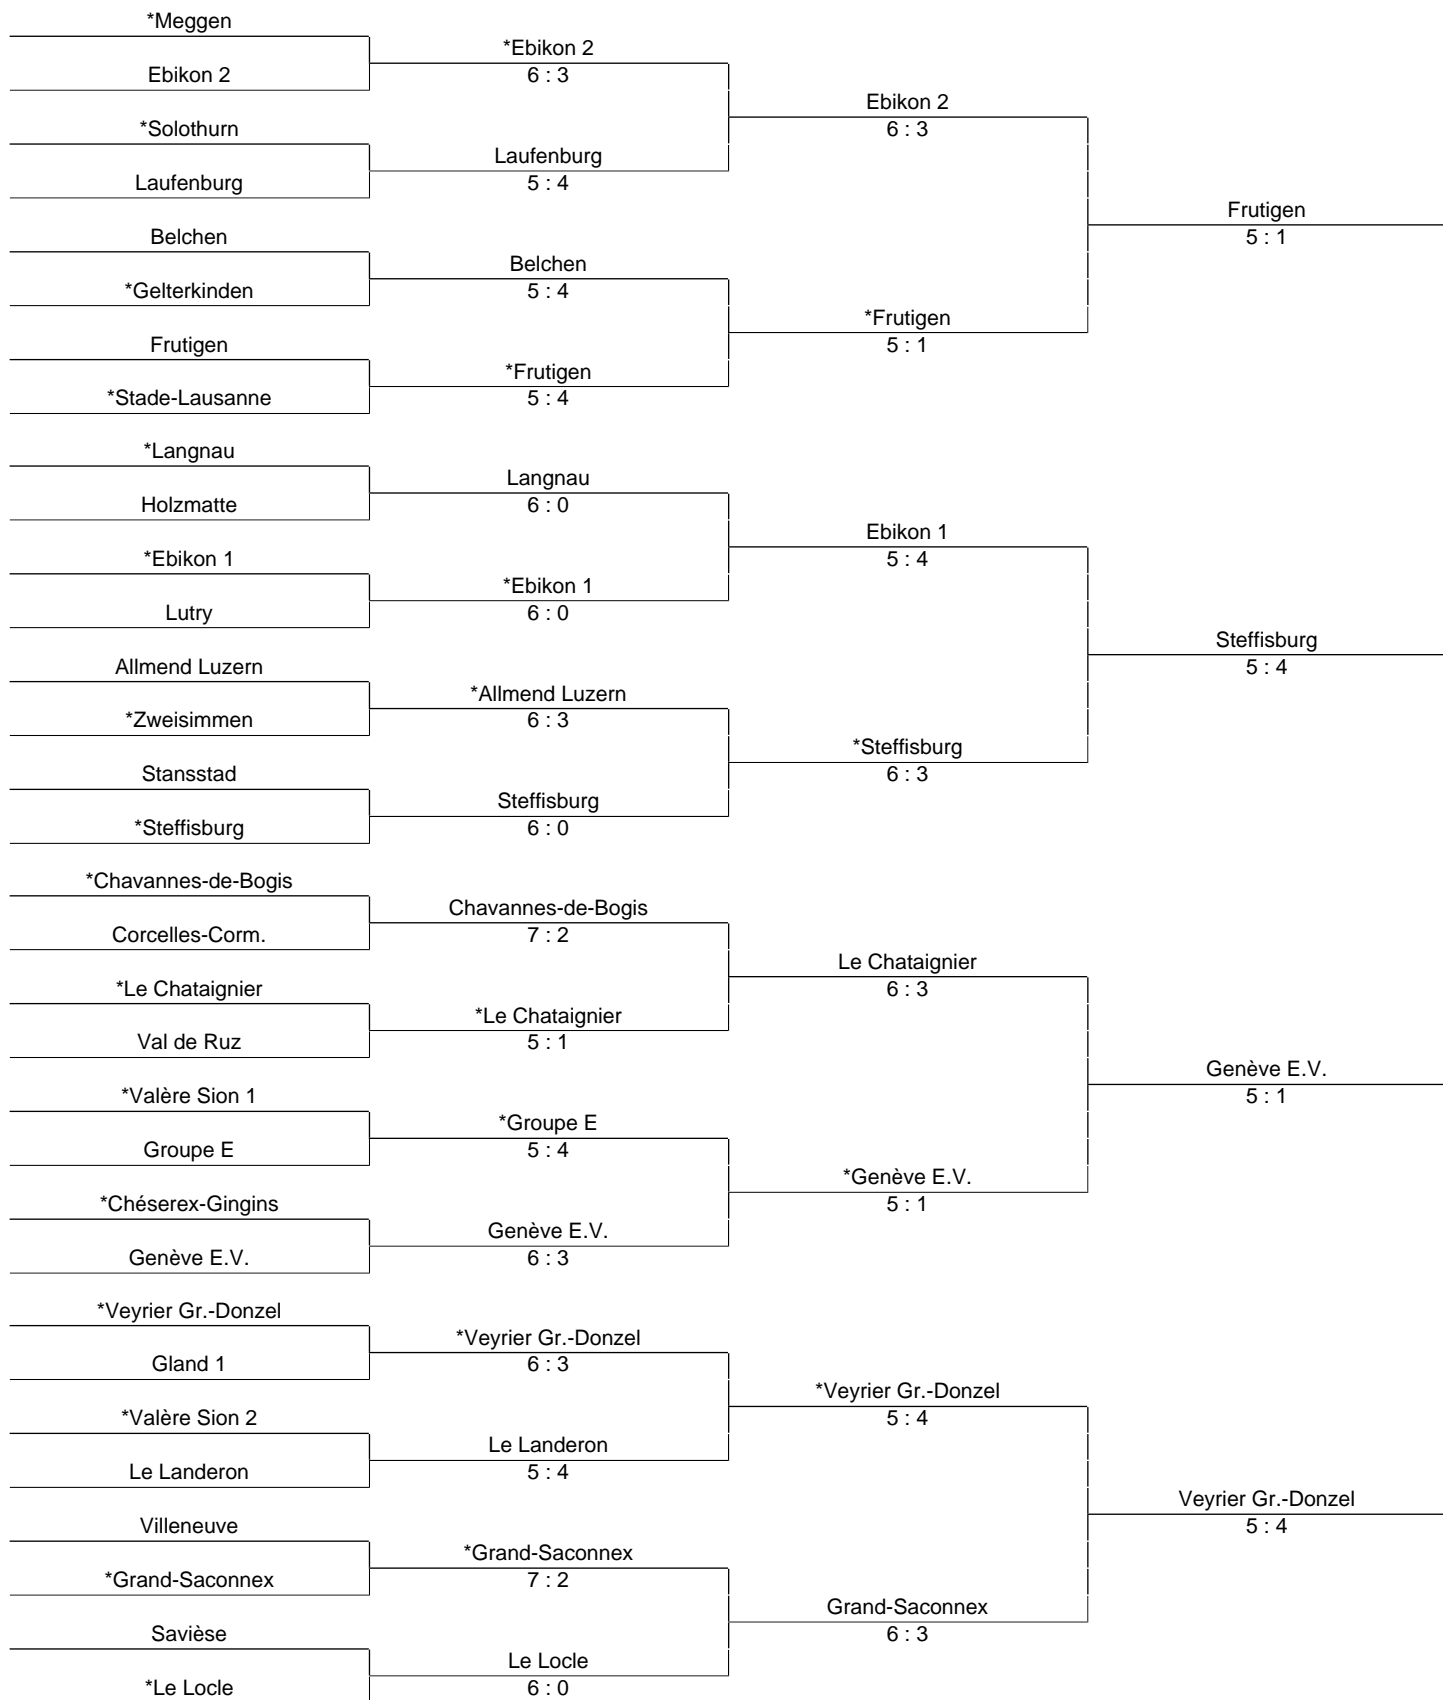 *Meggen
Ebikon 2
*Solothurn
Laufenburg
Belchen
*Gelterkinden
Frutigen
*Stade-Lausanne
*Langnau
Holzmatte
*Ebikon 1
Lutry
Allmend Luzern
*Zweisimmen
Stansstad
*Steffisburg
*Chavannes-de-Bogis
Corcelles-Corm.
*Le Chataignier
Val de Ruz
*Valère Sion 1
Groupe E
*Chéserex-Gingins
Genève E.V.
*Veyrier Gr.-Donzel
Gland 1
*Valère Sion 2
Le Landeron
Villeneuve
*Grand-Saconnex
Savièse
*Le Locle
*Ebikon 2
6 : 3
Laufenburg
5 : 4
Belchen
5 : 4
*Frutigen
5 : 4
Langnau
6 : 0
*Ebikon 1
6 : 0
*Allmend Luzern
6 : 3
Steffisburg
6 : 0
Chavannes-de-Bogis
7 : 2
*Le Chataignier
5 : 1
*Groupe E
5 : 4
Genève E.V.
6 : 3
*Veyrier Gr.-Donzel
6 : 3
Le Landeron
5 : 4
*Grand-Saconnex
7 : 2
Le Locle
6 : 0
Ebikon 2
6 : 3
*Frutigen
5 : 1
Ebikon 1
5 : 4
*Steffisburg
6 : 3
Le Chataignier
6 : 3
*Genève E.V.
5 : 1
*Veyrier Gr.-Donzel
5 : 4
Grand-Saconnex
6 : 3
Frutigen
5 : 1
Steffisburg
5 : 4
Genève E.V.
5 : 1
Veyrier Gr.-Donzel
5 : 4